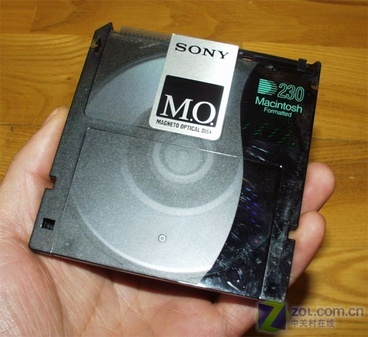 SONY
M.O.
MAGNETO OPTICAL DISK
230
Macintosh
Formatted
Z ZOL.COM.CN
中关村在线